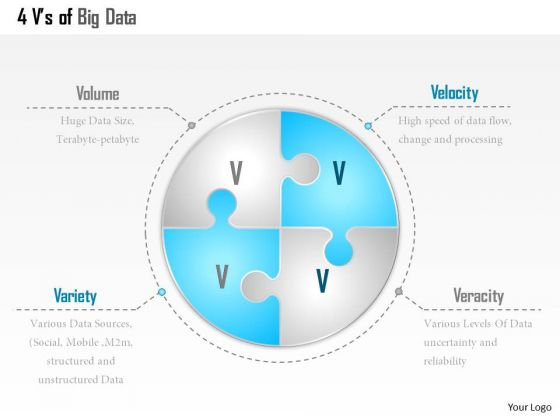 4 V's of Big Data
Volume
Huge Data Size,
Terabyte-petabyte
Velocity
High speed of data flow,
change and processing
V
V
V
V
Variety
Various Data Sources,
(Social, Mobile ,M2m,
structured and
unstructured Data
Veracity
Various Levels Of Data
uncertainty and
reliability
Your Logo